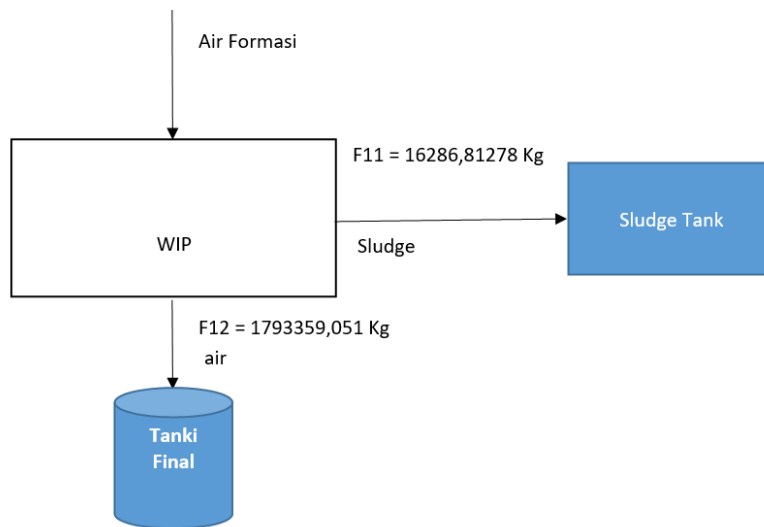 Air Formasi
F11 = 16286,81278 Kg
Sludge Tank
WIP
Sludge
F12 = 1793359,051 Kg
air
Tanki
Final